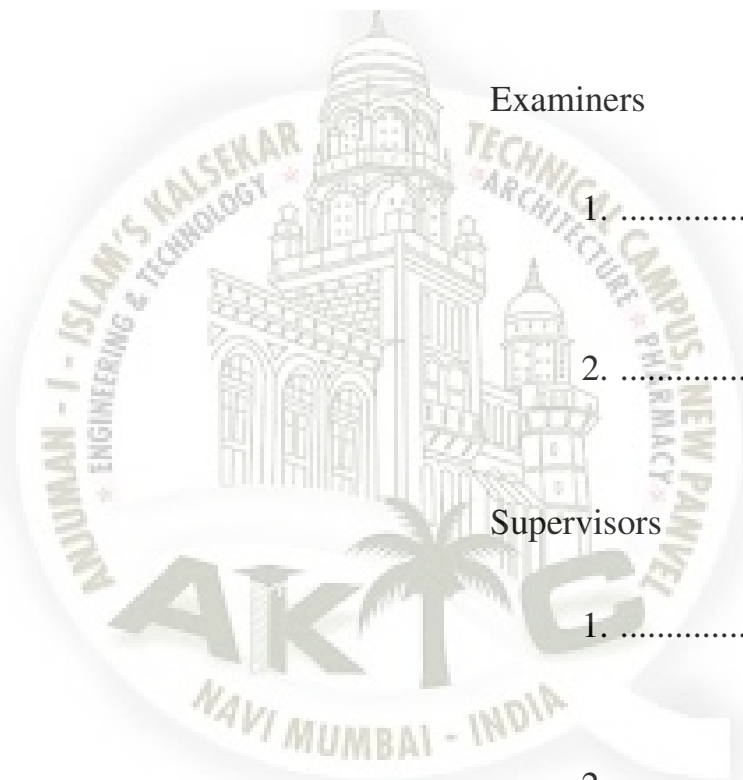 Examiners
1. ...............
2. ...............
Supervisors
1. ...............
2.
ANJUMAN - I - ISLAM'S KALSEKAR TECHNICAL CAMPUS, NEW PANVEL
ENGINEERING & TECHNOLOGY * ARCHITECTURE * PHARMACY *
AKTC
NAVI MUMBAI - INDIA